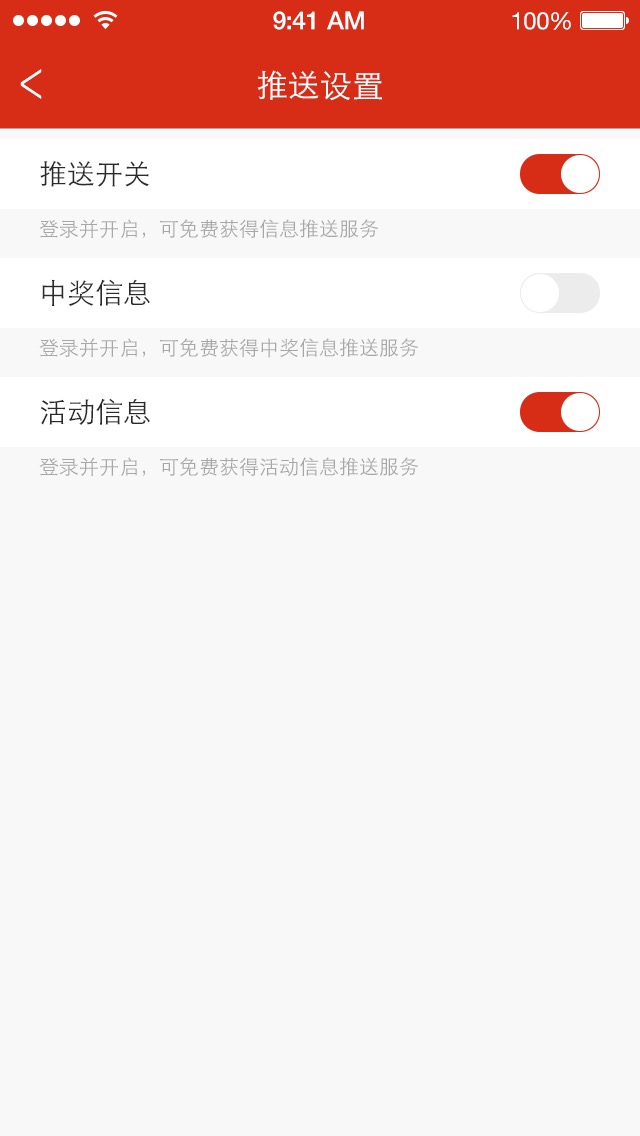 9:41 AM 100%
推送设置
推送开关
登录并开启，可免费获得信息推送服务
中奖信息
登录并开启，可免费获得中奖信息推送服务
活动信息
登录并开启，可免费获得活动信息推送服务